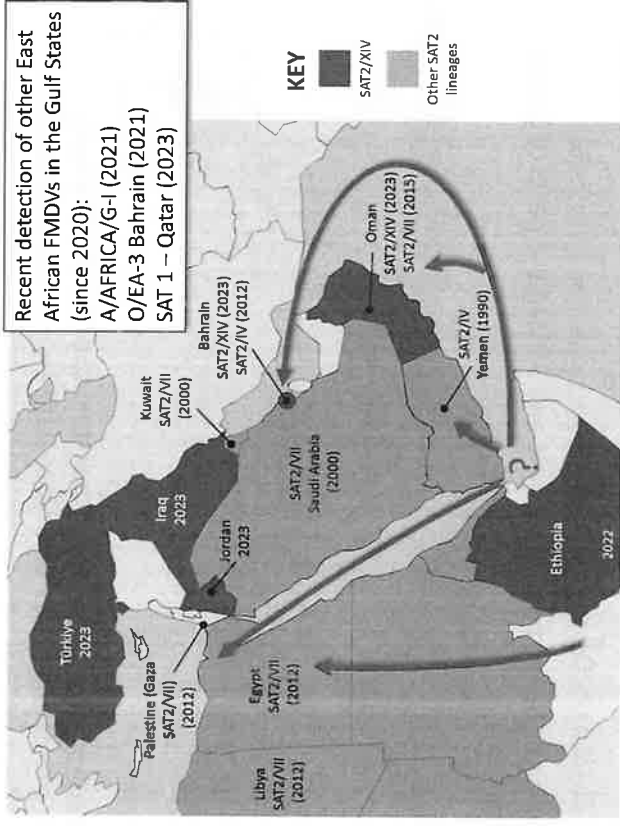 Recent detection of other East
African FMDVs in the Gulf States
(since 2020):
A/AFRICA/G-I (2021)
O/EA-3 Bahrain (2021)
SAT 1 – Qatar (2023)
KEY
SAT2/XIV
Other SAT2
lineages
Türkiye
2023
Iraq
2023
Jordan
2023
Kuwait
SAT2/VII
(2000)
Bahrain
SAT2/XIV (2023)
SAT2/IV (2012)
Oman
SAT2/XIV (2023)
SAT2/VII (2015)
Palestine (Gaza
SAT2/VII)
(2012)
SAT2/VII
Saudi Arabia
(2000)
SAT2/IV
Yemen (1990)
Egypt
SAT2/VII
(2012)
Libya
SAT2/VII
(2012)
?
Ethiopia
2022